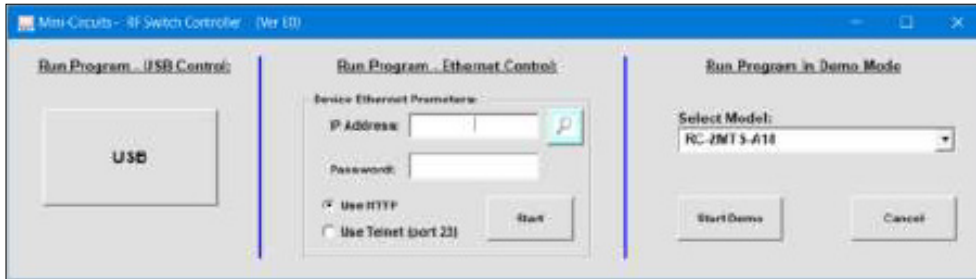 Mini-Circuits - RF Switch Controller (Ver E0)
Run Program - USB Control:
USB
Run Program - Ethernet Control:
Device Ethernet Prameters:
IP Address:
Password:
Use HTTP
Use Telnet (port 23)
Start
Run Program in Demo Mode
Select Model:
RC-2MTS-A18
Start Demo
Cancel